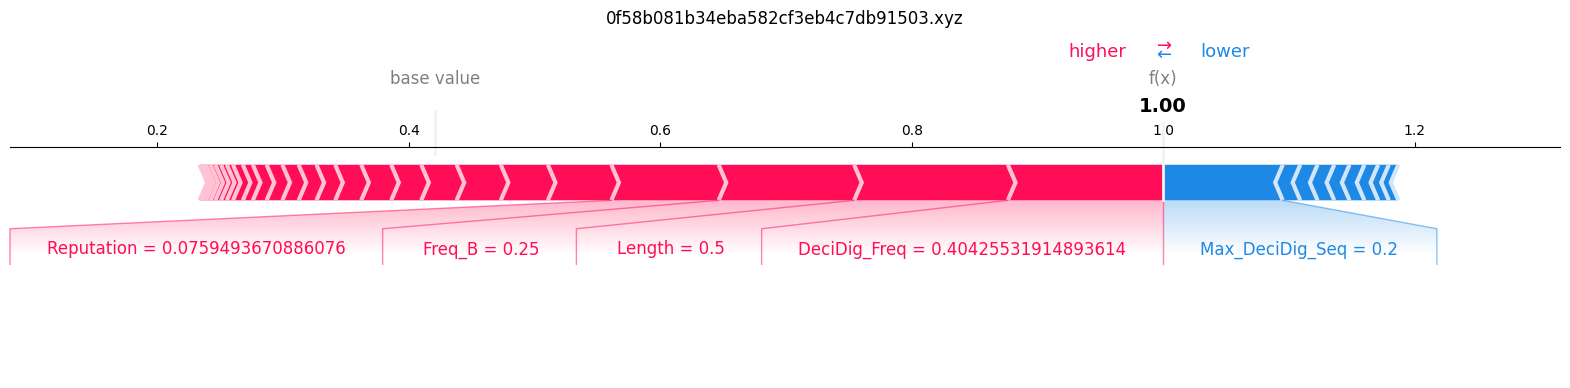 0f58b081b34eba582cf3eb4c7db91503.xyz
higher ⇄ lower
base value f(x)
1.00
0.2 0.4 0.6 0.8 1.0 1.2
Reputation = 0.0759493670886076 Freq_B = 0.25 Length = 0.5 DeciDig_Freq = 0.40425531914893614 Max_DeciDig_Seq = 0.2